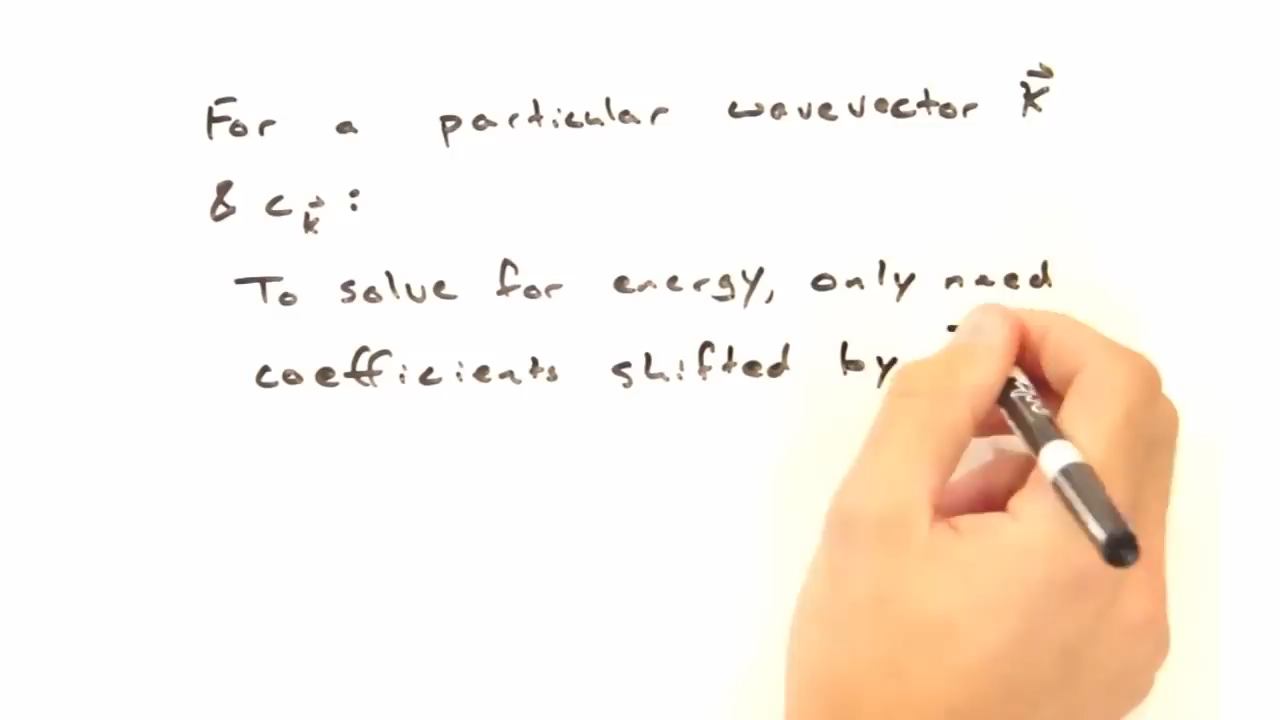 For a particular wavevector k⃗
& c_k⃗ :
To solve for energy, only need
coefficients shifted by